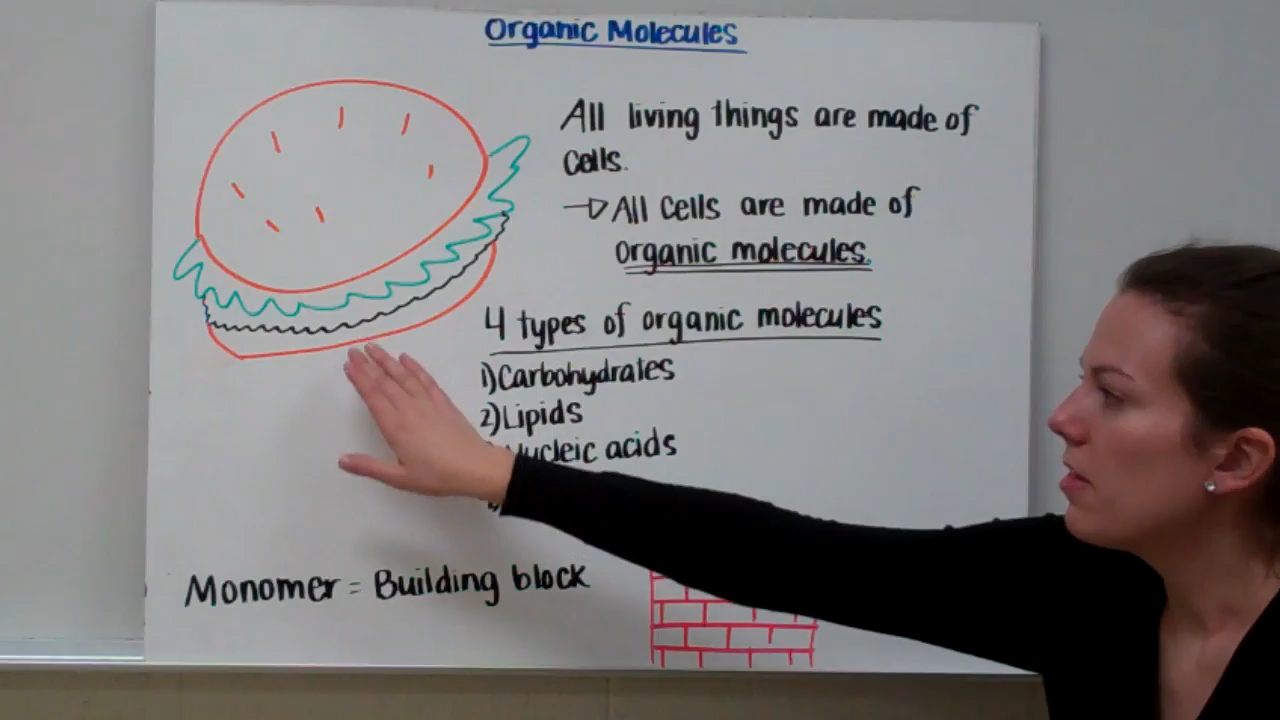 Organic Molecules
All living things are made of
Cells.
All Cells are made of
organic molecules.
4 types of organic molecules
1) Carbohydrates
2) Lipids
Nucleic acids
Monomer = Building block